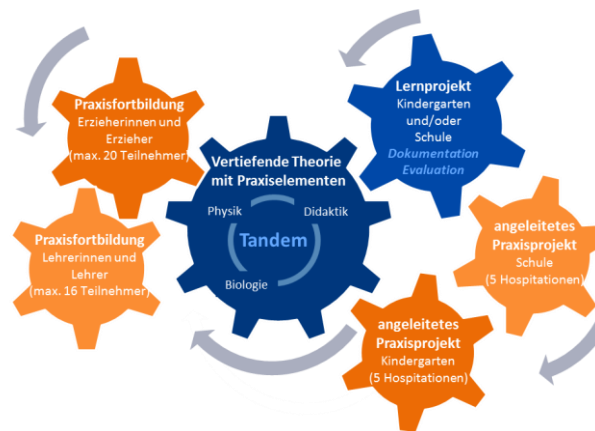 Praxisfortbildung
Erzieherinnen und
Erzieher
(max. 20 Teilnehmer)
Praxisfortbildung
Lehrerinnen und
Lehrer
(max. 16 Teilnehmer)
Vertiefende Theorie
mit Praxiselementen
Physik
Didaktik
Tandem
Biologie
Lernprojekt
Kindergarten
und/oder
Schule
Dokumentation
Evaluation
angeleitetes
Praxisprojekt
Schule
(5 Hospitationen)
angeleitetes
Praxisprojekt
Kindergarten
(5 Hospitationen)